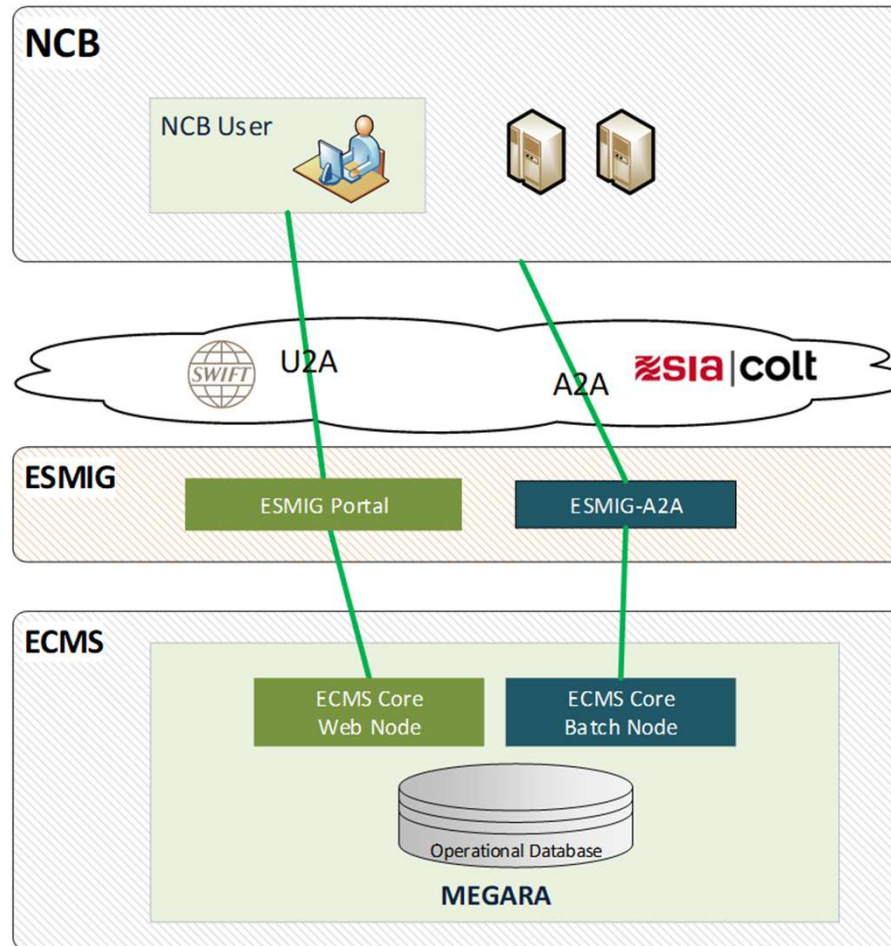 NCB
NCB User
SWIFT
U2A
A2A
sia | colt
ESMIG
ESMIG Portal
ESMIG-A2A
ECMS
ECMS Core
Web Node
ECMS Core
Batch Node
Operational Database
MEGARA